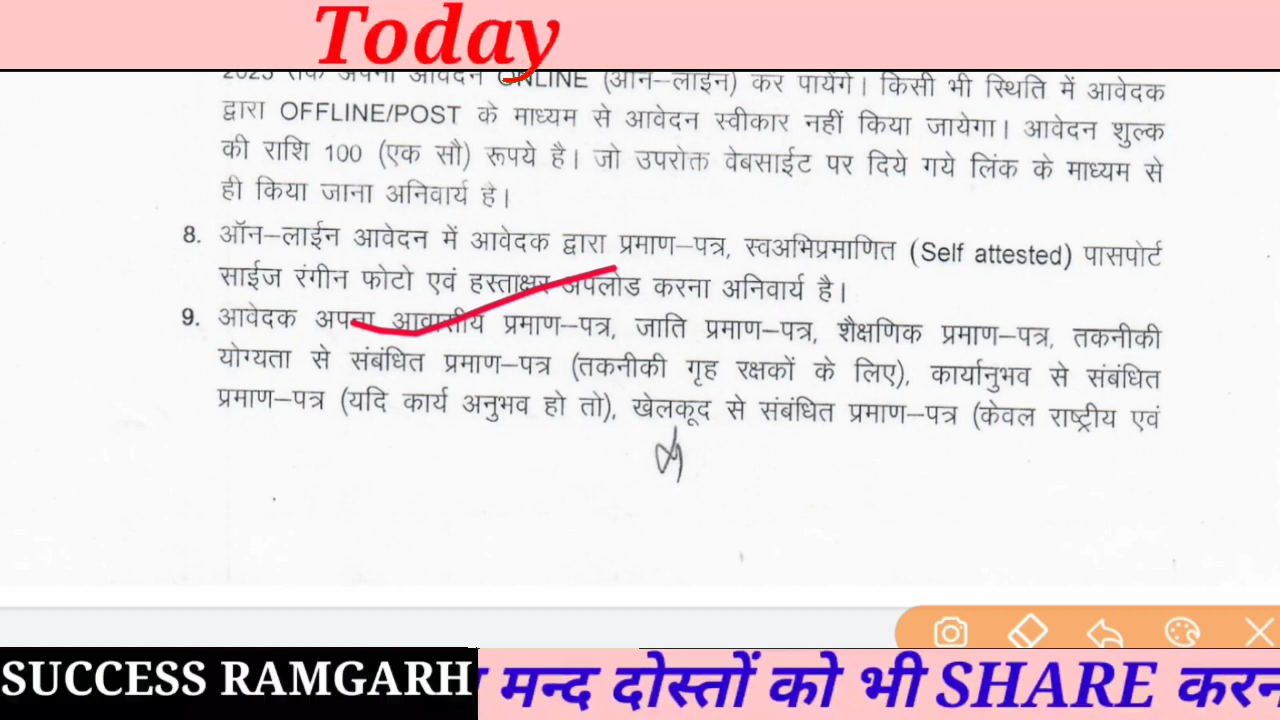 Today
2025 तक अपना आवेदन ONLINE (ऑन–लाईन) कर पायेंगे। किसी भी स्थिति में आवेदक
द्वारा OFFLINE/POST के माध्यम से आवेदन स्वीकार नहीं किया जायेगा। आवेदन शुल्क
की राशि 100 (एक सौ) रूपये है। जो उपरोक्त वेबसाईट पर दिये गये लिंक के माध्यम से
ही किया जाना अनिवार्य है।
8. ऑन–लाईन आवेदन में आवेदक द्वारा प्रमाण–पत्र, स्वअभिप्रमाणित (Self attested) पासपोर्ट
साईज रंगीन फोटो एवं हस्ताक्षर अपलोड करना अनिवार्य है।
9. आवेदक अपना आवासीय प्रमाण–पत्र, जाति प्रमाण–पत्र, शैक्षणिक प्रमाण–पत्र, तकनीकी
योग्यता से संबंधित प्रमाण–पत्र (तकनीकी गृह रक्षकों के लिए), कार्यानुभव से संबंधित
प्रमाण–पत्र (यदि कार्य अनुभव हो तो), खेलकूद से संबंधित प्रमाण–पत्र (केवल राष्ट्रीय एवं
SUCCESS RAMGARH मन्द दोस्तों को भी SHARE